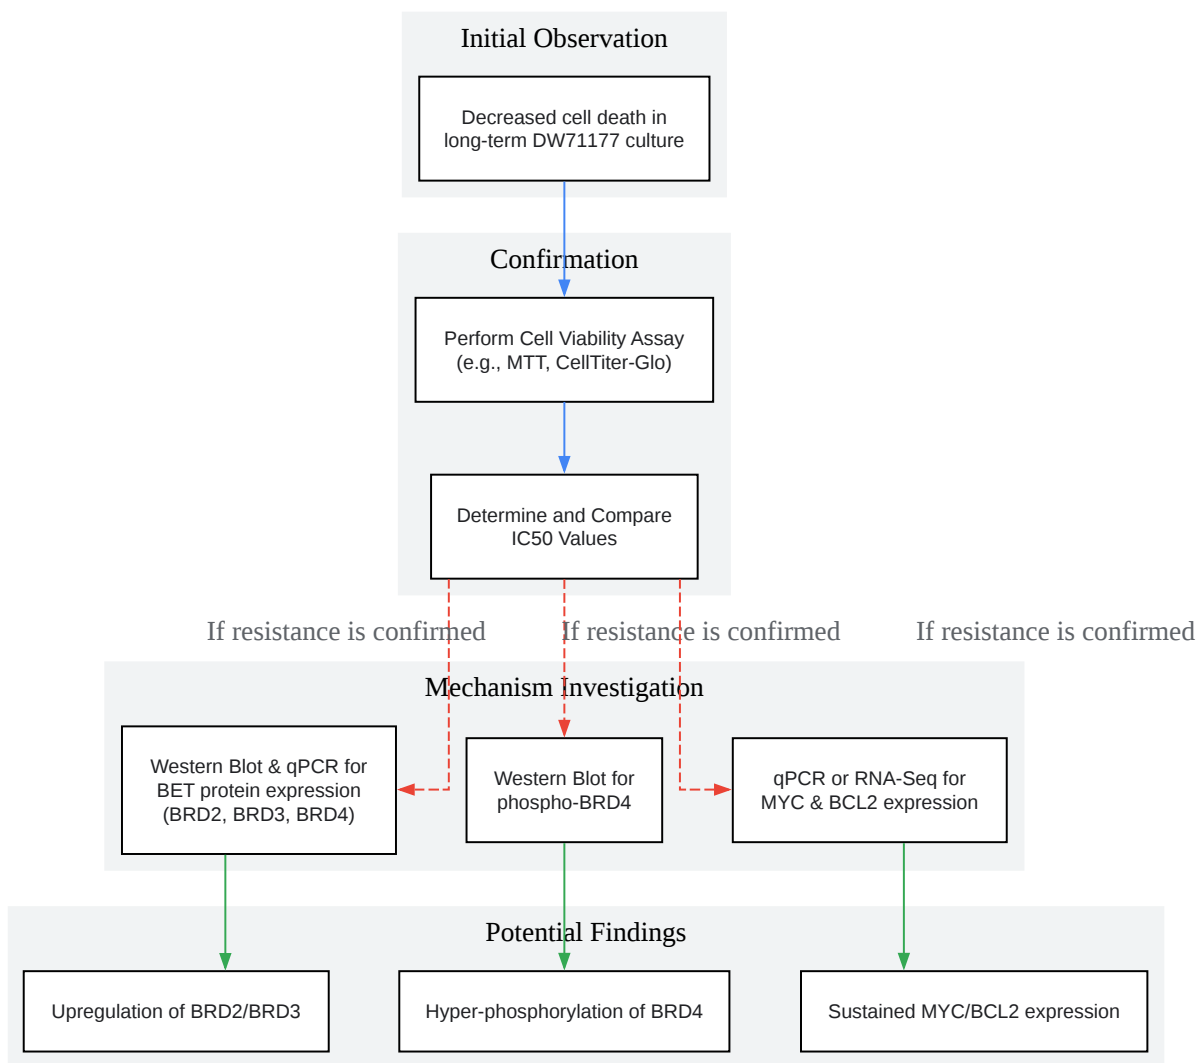 Initial Observation
Decreased cell death in
long-term DW71177 culture
Confirmation
Perform Cell Viability Assay
(e.g., MTT, CellTiter-Glo)
Determine and Compare
IC50 Values
If resistance is confirmed
If resistance is confirmed
If resistance is confirmed
Mechanism Investigation
Western Blot & qPCR for
BET protein expression
(BRD2, BRD3, BRD4)
Western Blot for
phospho-BRD4
qPCR or RNA-Seq for
MYC & BCL2 expression
Potential Findings
Upregulation of BRD2/BRD3
Hyper-phosphorylation of BRD4
Sustained MYC/BCL2 expression